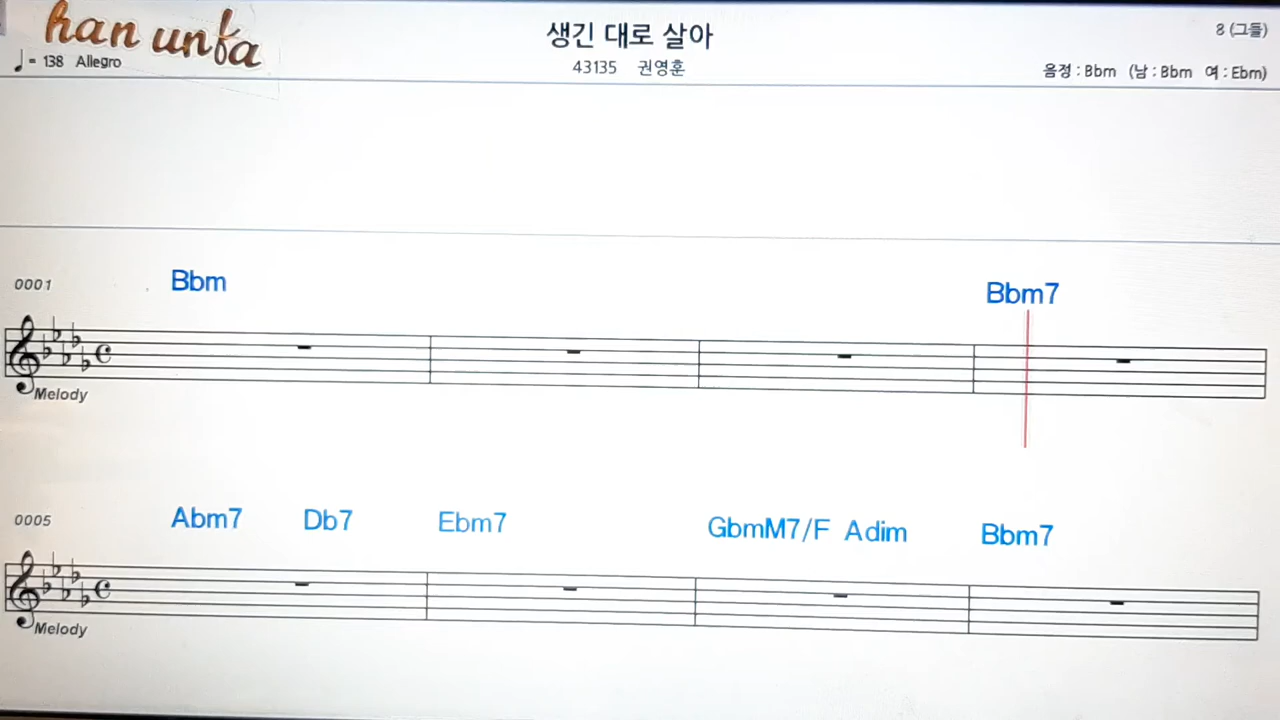 han unfa
생긴 대로 살아
8 (그들)
♩= 138 Allegro
43135 권영훈
음정 : Bbm (남 : Bbm 여 : Ebm)
0001 Bbm Bbm7
Melody
0005 Abm7 Db7 Ebm7 GbmM7/F Adim Bbm7
Melody